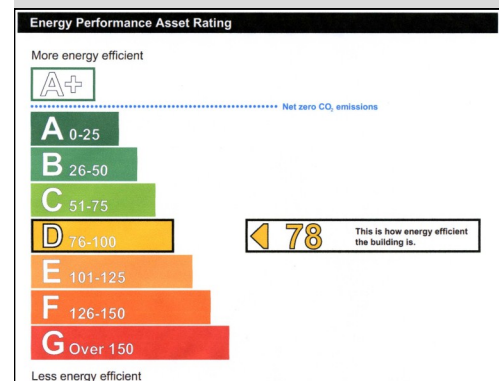 Energy Performance Asset Rating
More energy efficient
A+
Net zero CO₂ emissions
A 0-25
B 26-50
C 51-75
D 76-100
78
This is how energy efficient
the building is.
E 101-125
F 126-150
G Over 150
Less energy efficient